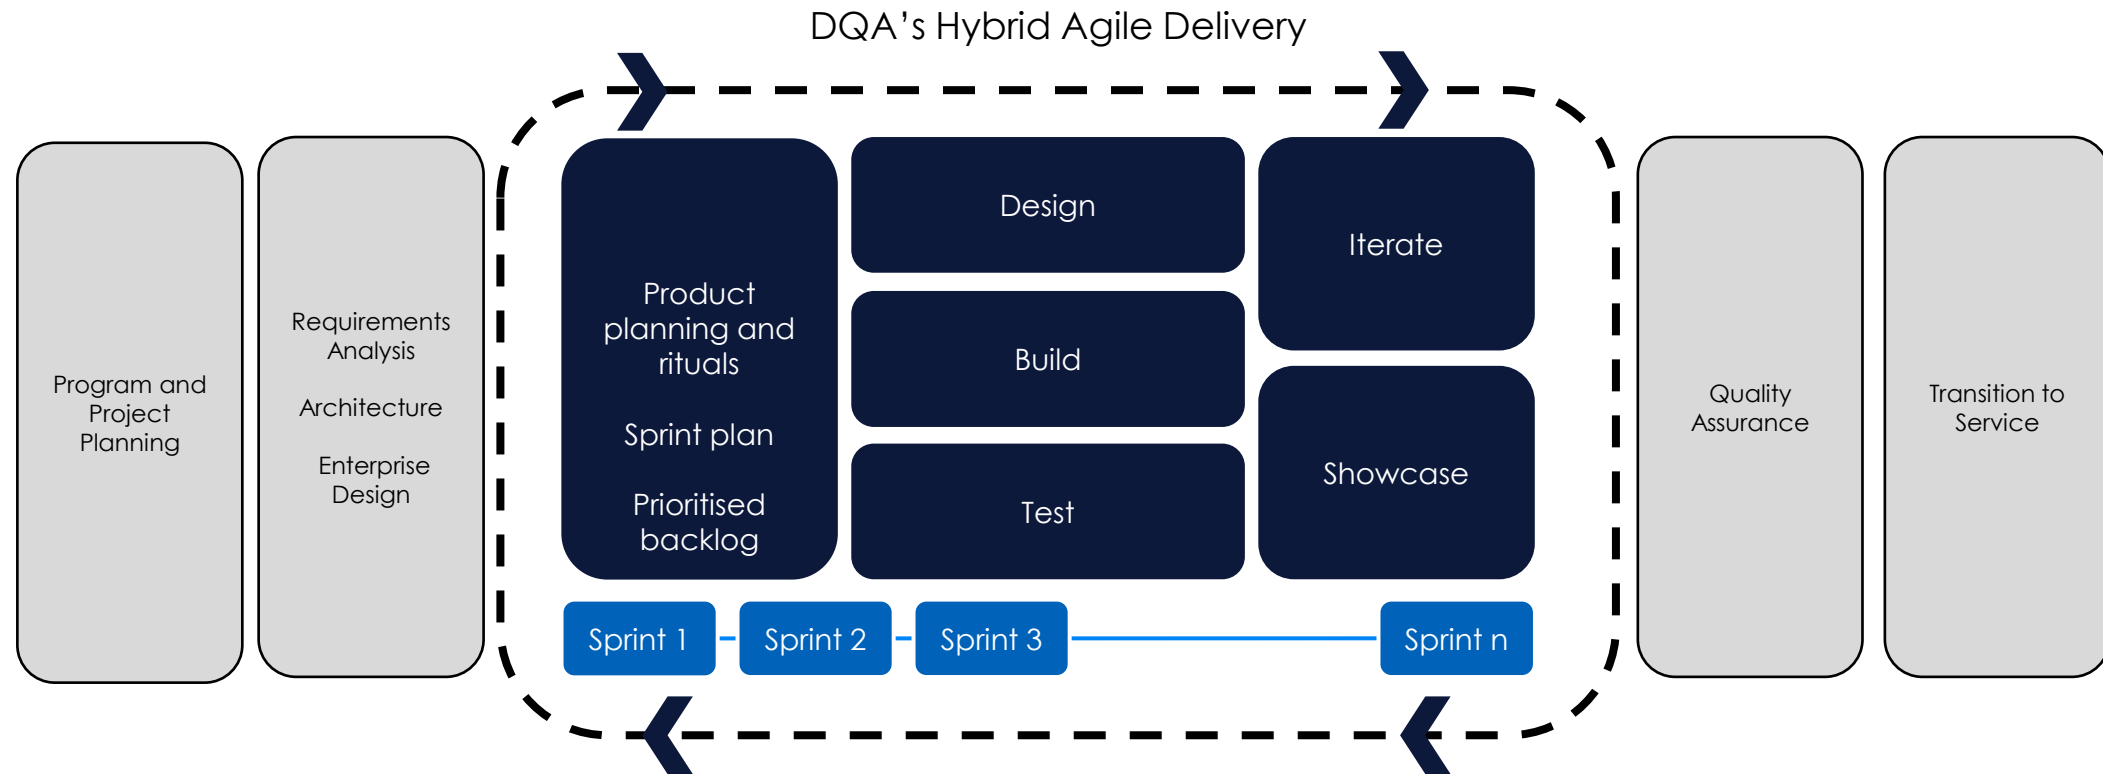 DQA's Hybrid Agile Delivery
Program and
Project
Planning
Requirements
Analysis
Architecture
Enterprise
Design
Product
planning and
rituals
Sprint plan
Prioritised
backlog
Design
Build
Test
Iterate
Showcase
Sprint 1
Sprint 2
Sprint 3
Sprint n
Quality
Assurance
Transition to
Service